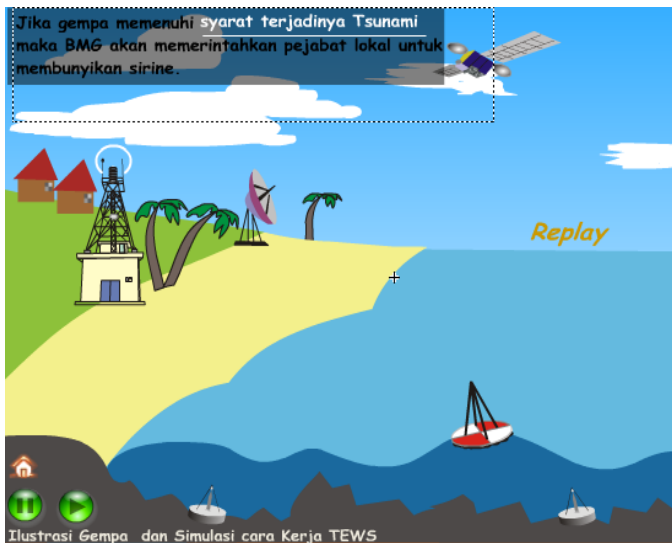 Jika gempa memenuhi syarat terjadinya Tsunami
maka BMG akan memerintahkan pejabat lokal untuk
membunyikan sirine.
Replay
Ilustrasi Gempa dan Simulasi cara Kerja TEWS